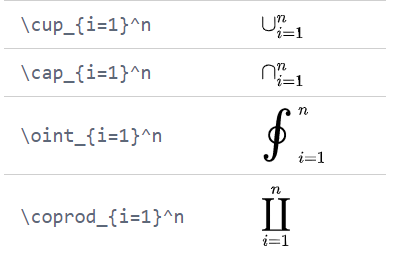 \cup_{i=1}^n ∪ⁿᵢ₌₁
\cap_{i=1}^n ∩ⁿᵢ₌₁
\oint_{i=1}^n ∮ⁿᵢ₌₁
\coprod_{i=1}^n ∐ⁿᵢ₌₁